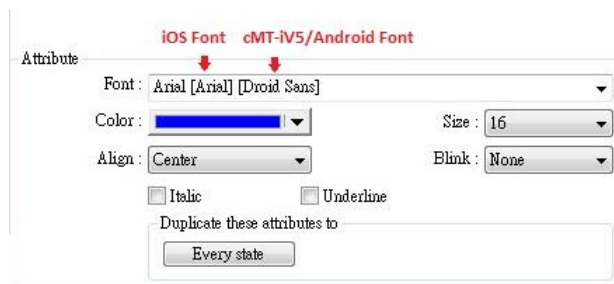 iOS Font cMT-iV5/Android Font
Attribute
Font : Arial [Arial] [Droid Sans]
Color : Size : 16
Align : Center Blink : None
Italic Underline
Duplicate these attributes to
Every state